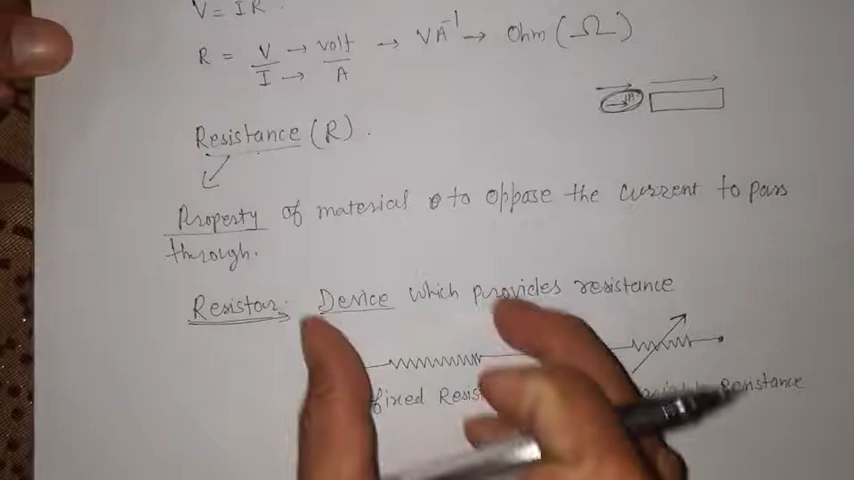 V = IR.
R = V/I → volt/A → VA⁻¹ → Ohm (Ω)
Resistance (R).
Property of material to oppose the current to pass
through.
Resistor: Device which provides resistance
fixed Resistance